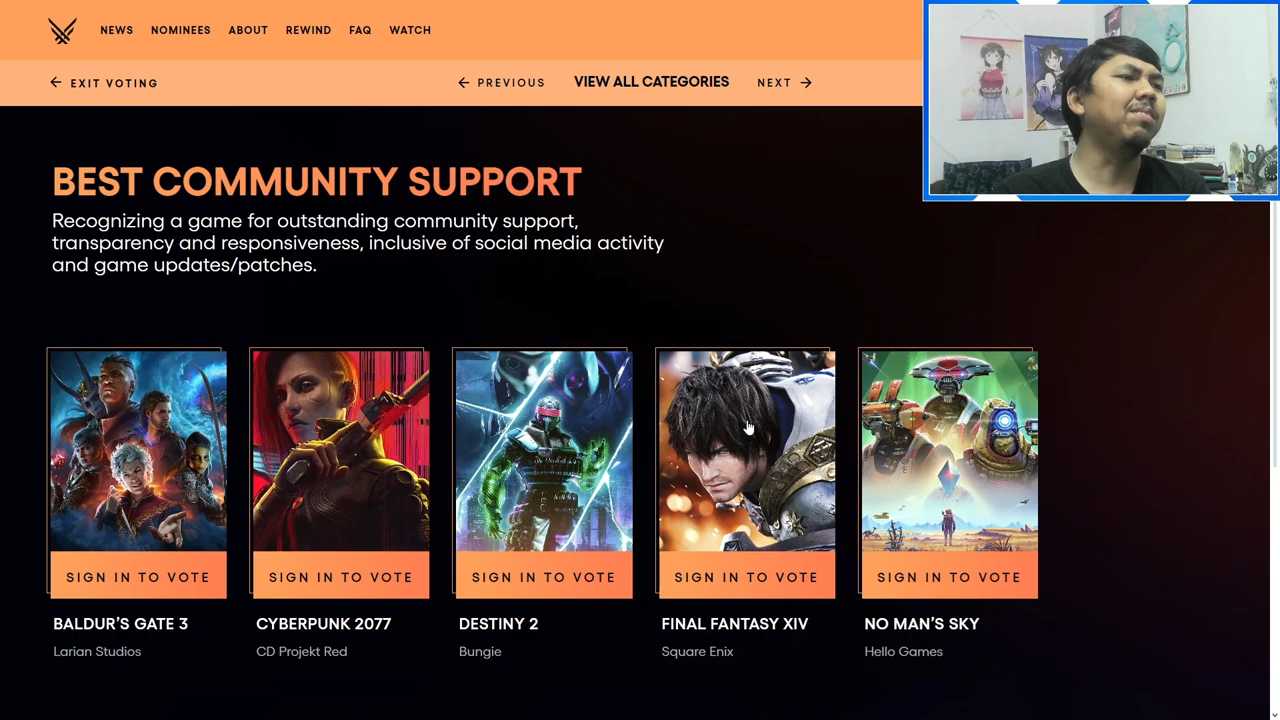 NEWS NOMINEES ABOUT REWIND FAQ WATCH
EXIT VOTING PREVIOUS VIEW ALL CATEGORIES NEXT
BEST COMMUNITY SUPPORT
Recognizing a game for outstanding community support,
transparency and responsiveness, inclusive of social media activity
and game updates/patches.
SIGN IN TO VOTE SIGN IN TO VOTE SIGN IN TO VOTE SIGN IN TO VOTE SIGN IN TO VOTE
BALDUR'S GATE 3 CYBERPUNK 2077 DESTINY 2 FINAL FANTASY XIV NO MAN'S SKY
Larian Studios CD Projekt Red Bungie Square Enix Hello Games